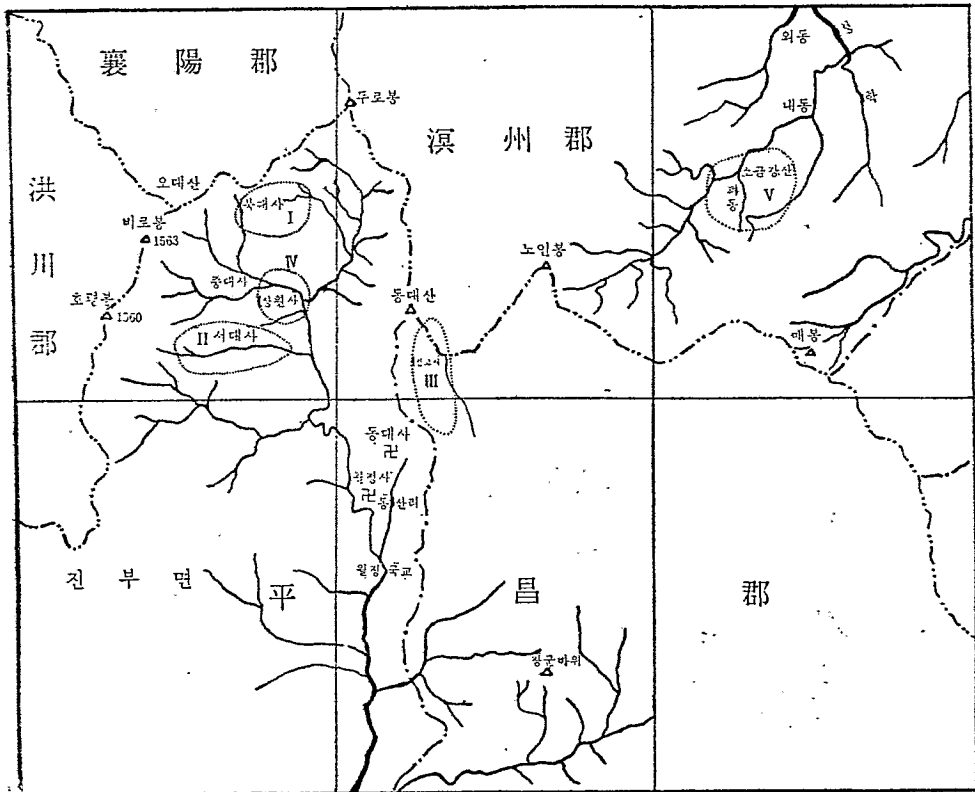 襄陽郡
두로봉
溟州郡
외동
내동
소금강산
V
洪川郡
오대산
북대사
I
비로봉
1563
노인봉
IV
중대사
상원사
호령봉
1560
동대산
II 서대사
III
매봉
동대사
卍
월정사
卍
동산리
월정국교
진부면
平昌郡
장군바위